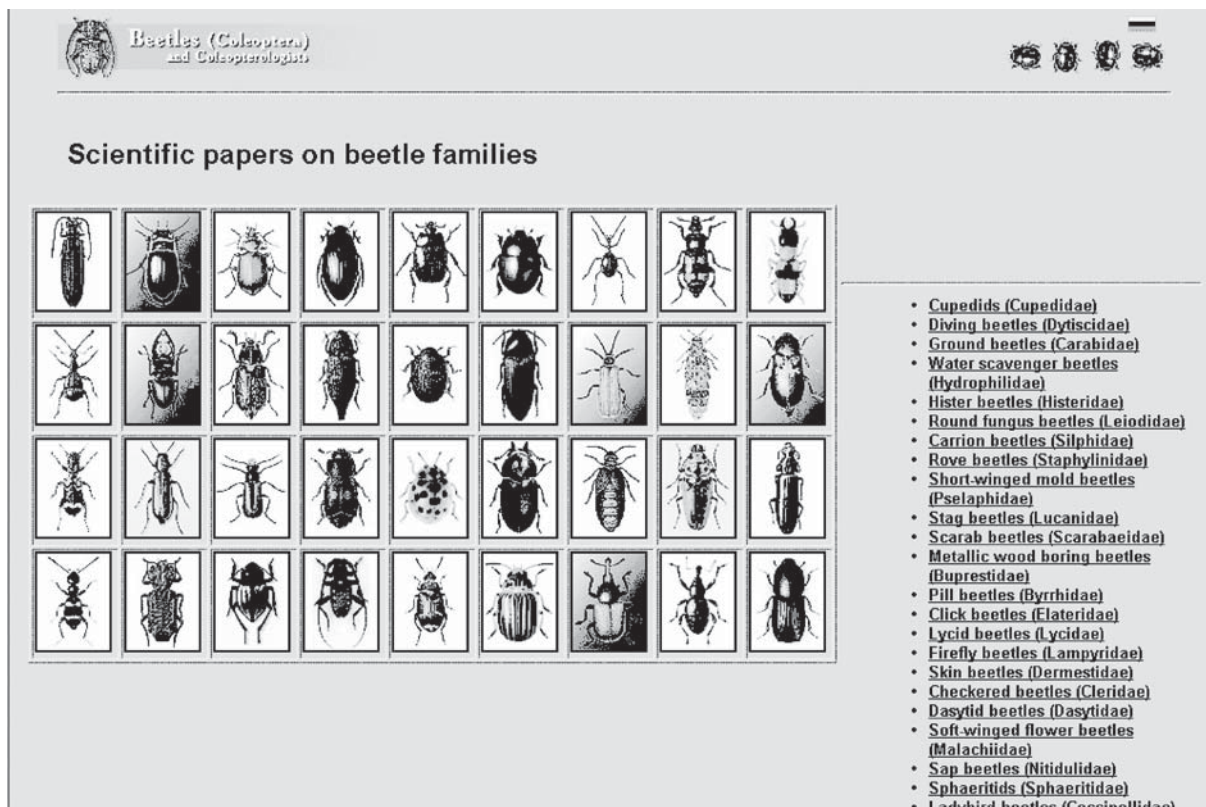 Beetles (Coleoptera)
and Coleopterologists
Scientific papers on beetle families
• Cupedids (Cupedidae)
• Diving beetles (Dytiscidae)
• Ground beetles (Carabidae)
• Water scavenger beetles
(Hydrophilidae)
• Hister beetles (Histeridae)
• Round fungus beetles (Leiodidae)
• Carrion beetles (Silphidae)
• Rove beetles (Staphylinidae)
• Short-winged mold beetles
(Pselaphidae)
• Stag beetles (Lucanidae)
• Scarab beetles (Scarabaeidae)
• Metallic wood boring beetles
(Buprestidae)
• Pill beetles (Byrrhidae)
• Click beetles (Elateridae)
• Lycid beetles (Lycidae)
• Firefly beetles (Lampyridae)
• Skin beetles (Dermestidae)
• Checkered beetles (Cleridae)
• Dasytid beetles (Dasytidae)
• Soft-winged flower beetles
(Malachiidae)
• Sap beetles (Nitidulidae)
• Sphaeritids (Sphaeritidae)
• Ladybird beetles (Coccinellidae)